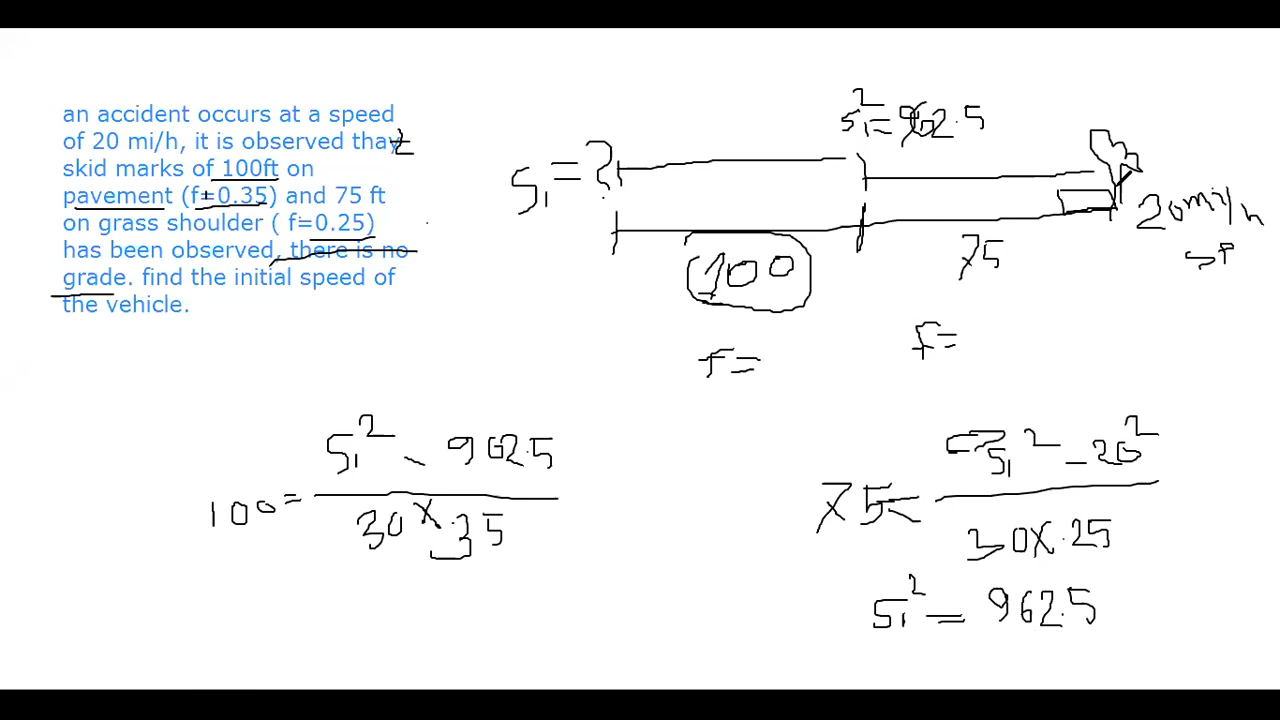 an accident occurs at a speed
of 20 mi/h, it is observed thay t
skid marks of 100ft on
pavement (f=0.35) and 75 ft
on grass shoulder ( f=0.25)
has been observed, there is no
grade. find the initial speed of
the vehicle.
S₁² = 962.5
S₁ = ?
20 mi/h
100
75
f=
f=
100 = S₁² - 962.5
30 x .35
75 = S₁² - 20²
30 x .25
S₁² = 962.5